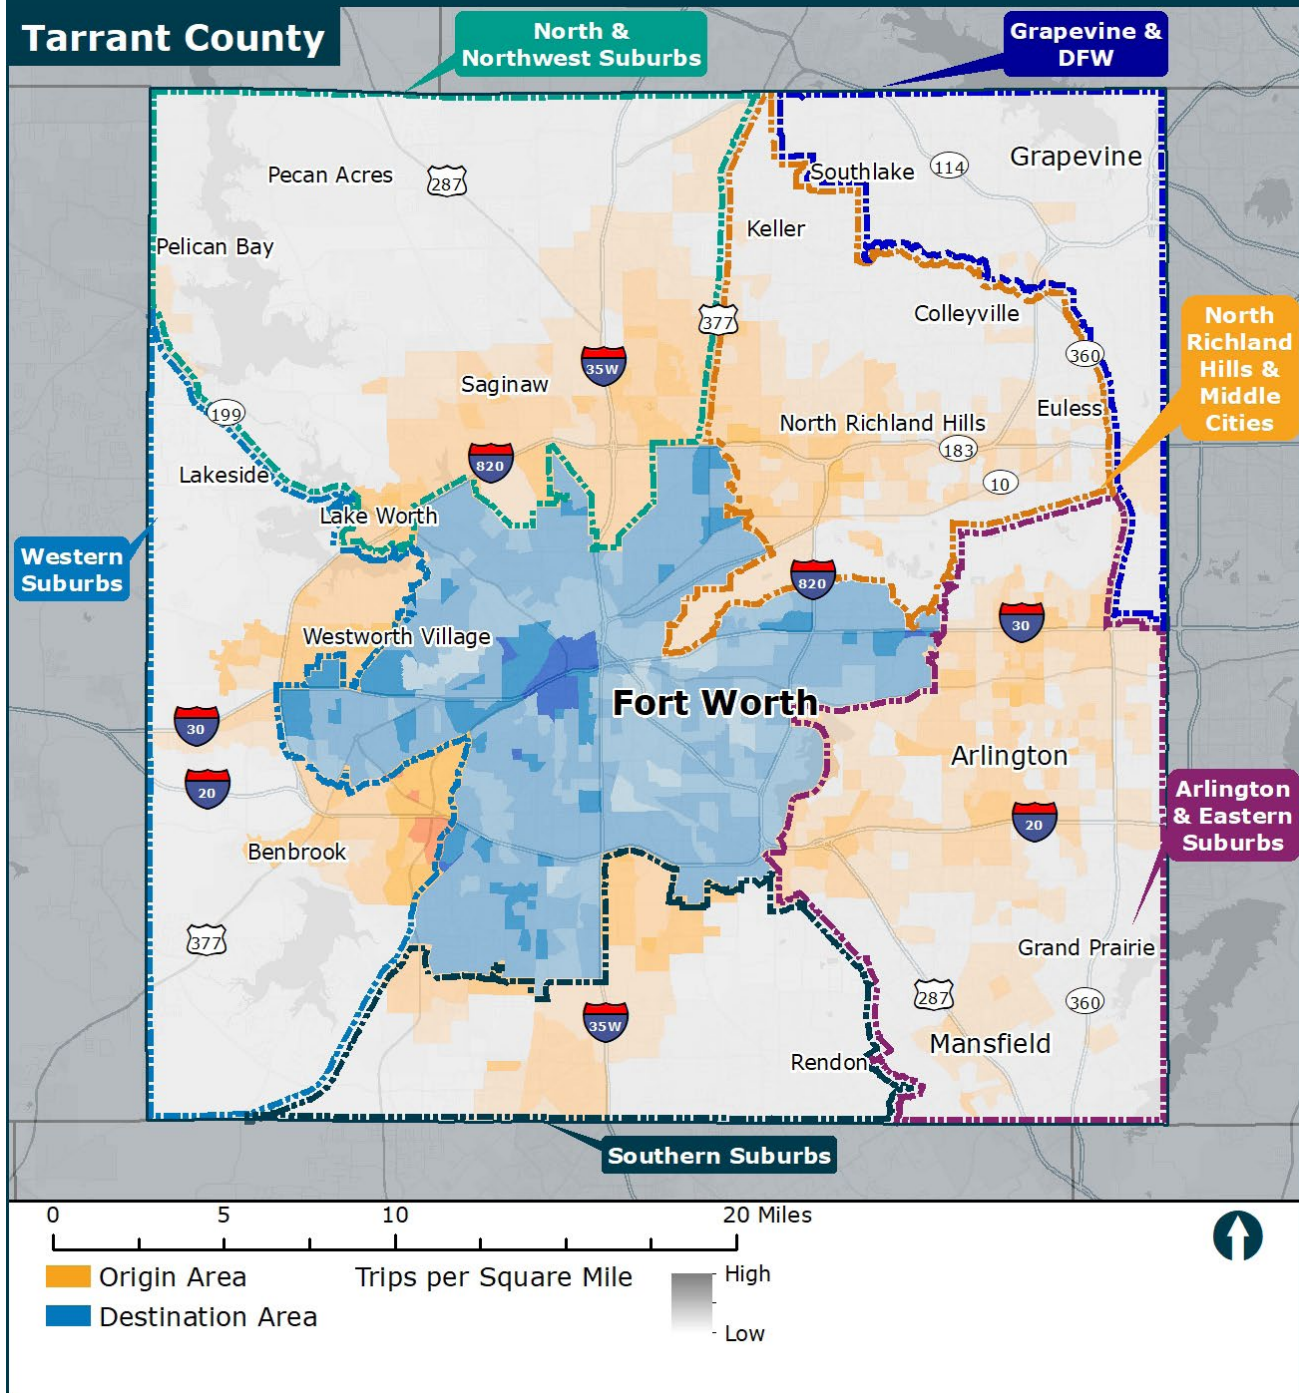 Tarrant County
North &
Northwest Suburbs
Grapevine &
DFW
Pecan Acres
287
Southlake
114
Grapevine
Keller
Pelican Bay
377
Colleyville
North
Richland
Hills &
Middle
Cities
360
35W
Saginaw
199
Euless
North Richland Hills
183
820
10
Lakeside
Lake Worth
Western
Suburbs
820
30
Westworth Village
Fort Worth
30
Arlington
20
20
Arlington
& Eastern
Suburbs
Benbrook
377
Grand Prairie
287
360
35W
Mansfield
Rendon
Southern Suburbs
0 5 10 20 Miles
Origin Area
Destination Area
Trips per Square Mile
High
Low